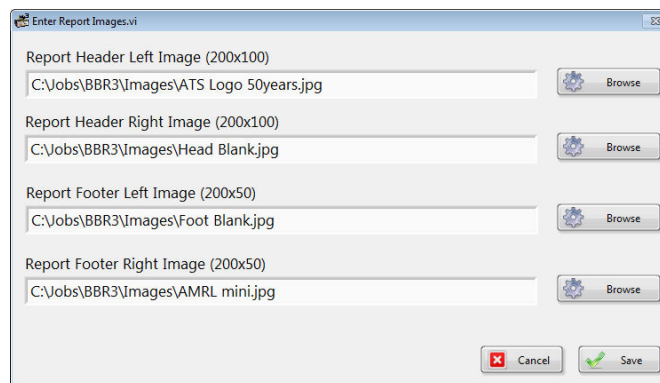 Enter Report Images.vi
Report Header Left Image (200x100)
C:\Jobs\BBR3\Images\ATS Logo 50years.jpg
Browse
Report Header Right Image (200x100)
C:\Jobs\BBR3\Images\Head Blank.jpg
Browse
Report Footer Left Image (200x50)
C:\Jobs\BBR3\Images\Foot Blank.jpg
Browse
Report Footer Right Image (200x50)
C:\Jobs\BBR3\Images\AMRL mini.jpg
Browse
Cancel
Save